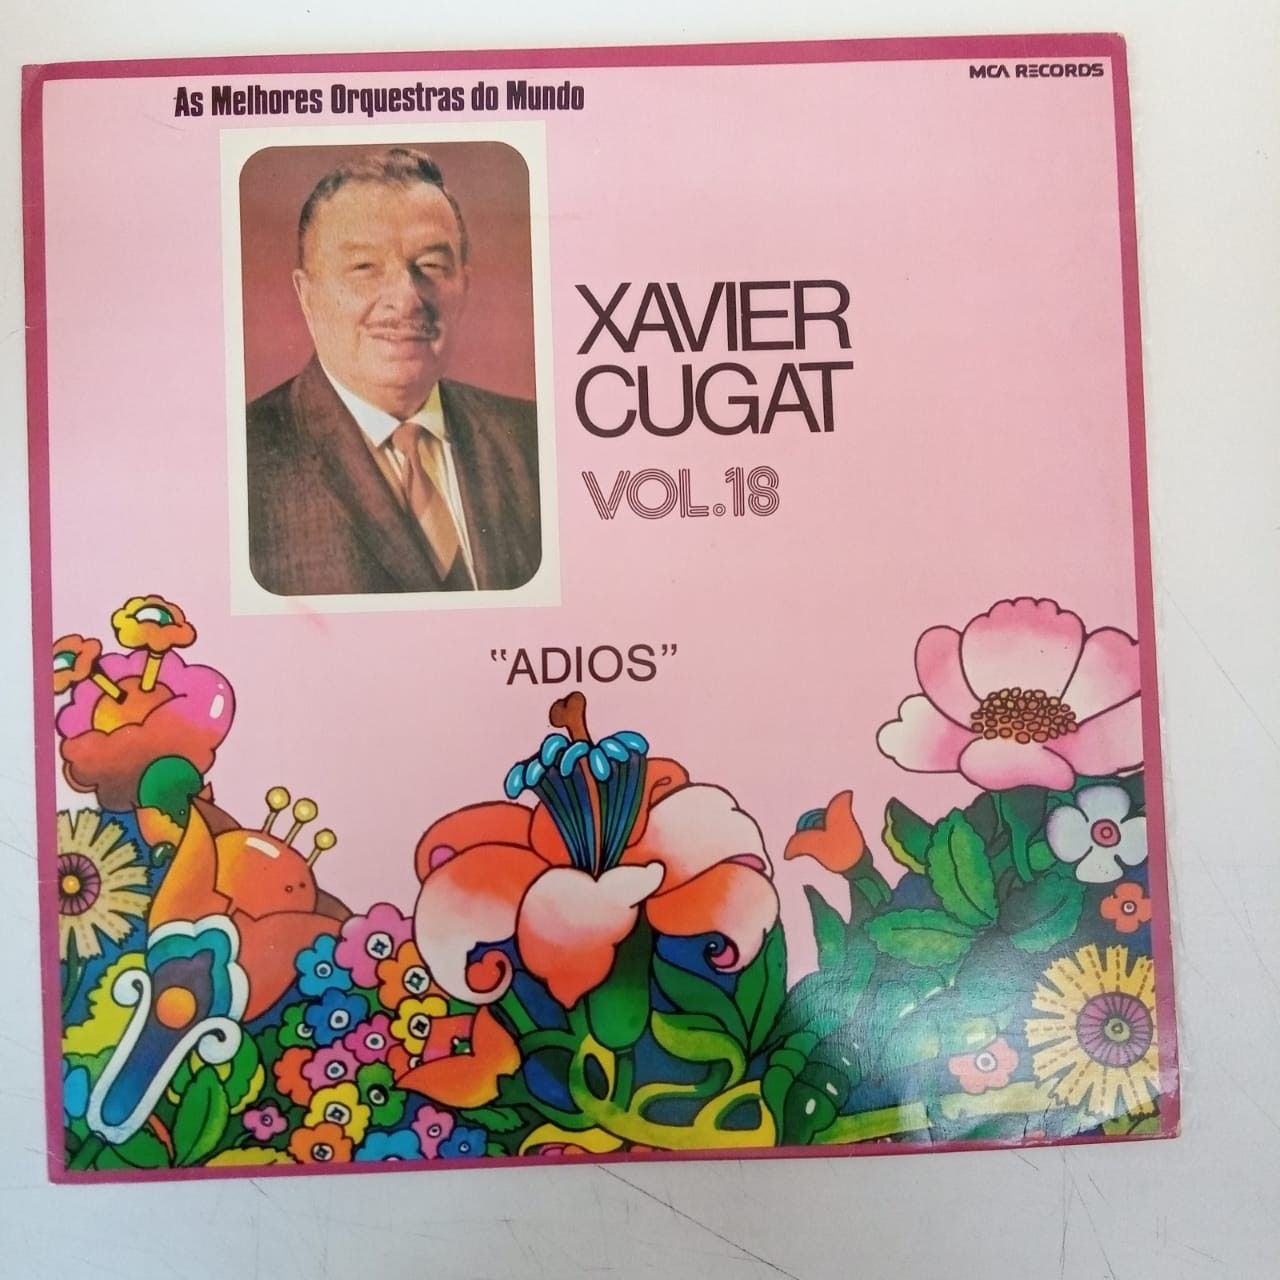 As Melhores Orquestras do Mundo
MCA RECORDS
XAVIER
CUGAT
VOL.18
"ADIOS"